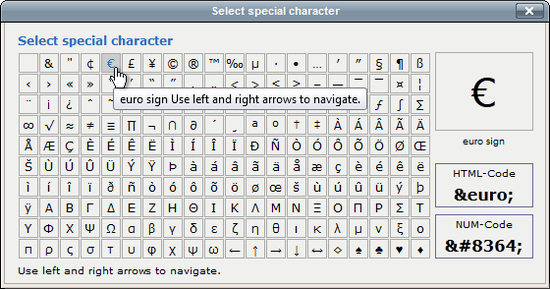 Select special character
Select special character
& " ¢ € £ ¥ © ® ™ ‰ µ · • … ′ ″ § ¶ ß
‹ › « »
euro sign Use left and right arrows to navigate.
€
euro sign
∞ √ ≈ ≠ ≡ ∏ ¬ ∩ ∂ ´ ¸ ª º † ‡ À Á Â Ã Ä
Å Æ Ç È É Ê Ë Ì Í Î Ï Ð Ñ Ò Ó Ô Õ Ö Ø Œ
Š Ù Ú Û Ü Ý Ÿ Þ à á â ã ä å æ ç è é ê ë
ì í î ï ð ñ ò ó ô õ ö ø œ š ù ú û ü ý þ
ÿ Α Β Γ Δ Ε Ζ Η Θ Ι Κ Λ Μ Ν Ξ Ο Π Ρ Σ Τ
Υ Φ Χ Ψ Ω α β γ δ ε ζ η θ ι κ λ μ ν ξ ο
π ρ ς σ τ υ φ χ ψ ω ← ↑ → ↓ ↔ ◊ ♠ ♣ ♥ ♦
HTML-Code
&euro;
NUM-Code
&#8364;
Use left and right arrows to navigate.